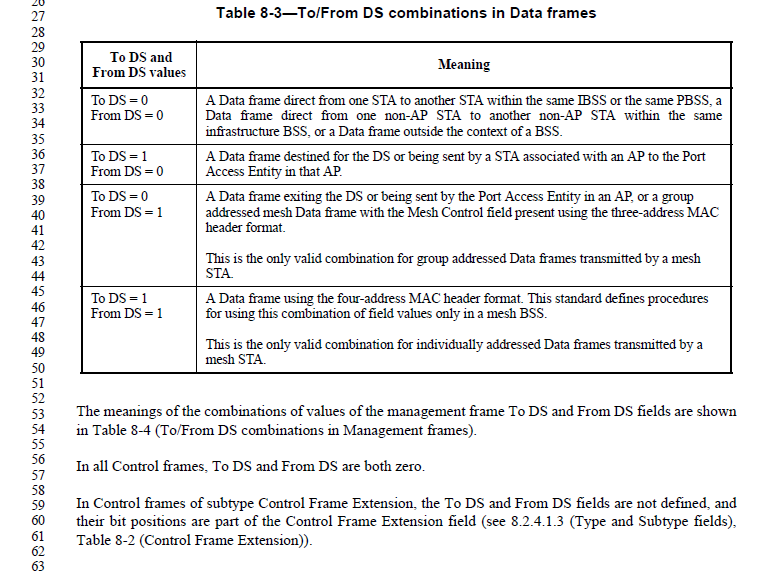 26
27 Table 8-3—To/From DS combinations in Data frames
28
29
30 To DS and From DS values Meaning
31
32 To DS = 0 A Data frame direct from one STA to another STA within the same IBSS or the same PBSS, a
33 From DS = 0 Data frame direct from one non-AP STA to another non-AP STA within the same
34 infrastructure BSS, or a Data frame outside the context of a BSS.
35
36 To DS = 1 A Data frame destined for the DS or being sent by a STA associated with an AP to the Port
37 From DS = 0 Access Entity in that AP.
38
39 To DS = 0 A Data frame exiting the DS or being sent by the Port Access Entity in an AP, or a group
40 From DS = 1 addressed mesh Data frame with the Mesh Control field present using the three-address MAC
41 header format.
42
43 This is the only valid combination for group addressed Data frames transmitted by a mesh
44 STA.
45 To DS = 1 A Data frame using the four-address MAC header format. This standard defines procedures
46 From DS = 1 for using this combination of field values only in a mesh BSS.
47
48 This is the only valid combination for individually addressed Data frames transmitted by a
49 mesh STA.
50
51
52
53 The meanings of the combinations of values of the management frame To DS and From DS fields are shown
54 in Table 8-4 (To/From DS combinations in Management frames).
55
56 In all Control frames, To DS and From DS are both zero.
57
58
59 In Control frames of subtype Control Frame Extension, the To DS and From DS fields are not defined, and
60 their bit positions are part of the Control Frame Extension field (see 8.2.4.1.3 (Type and Subtype fields),
61 Table 8-2 (Control Frame Extension)).
62
63